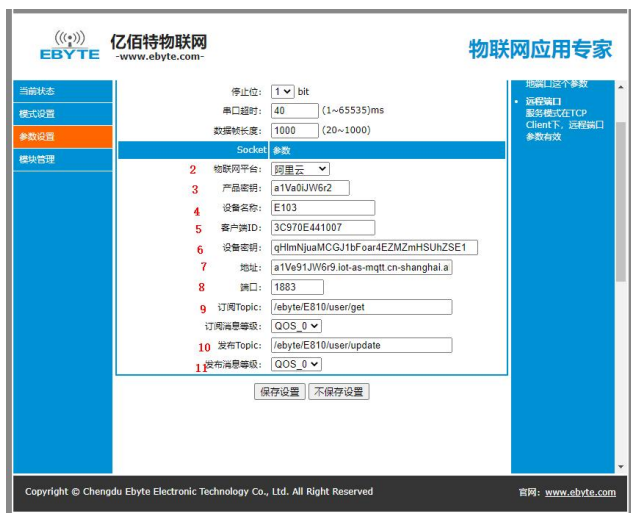 ((( ))) 亿佰特物联网
EBYTE -www.ebyte.com-
物联网应用专家
当前状态
模式设置
参数设置
模块管理
停止位: 1 bit
串口超时: 40 (1~65535)ms
数据帧长度: 1000 (20~1000)
Socket 参数
2 物联网平台: 阿里云
3 产品密钥: a1Va0iJW6r2
4 设备名称: E103
5 客户端ID: 3C970E441007
6 设备密钥: qHlmNjuaMCGJ1bFoar4EZMZmHSUhZSE1
7 地址: a1Ve91JW6r9.iot-as-mqtt.cn-shanghai.a
8 端口: 1883
9 订阅Topic: /ebyte/E810/user/get
订阅消息等级: QOS_0
10 发布Topic: /ebyte/E810/user/update
11 发布消息等级: QOS_0
保存设置 不保存设置
地端口这个参数
• 远程端口
服务模式在TCP
Client下，远程端口
参数有效
Copyright © Chengdu Ebyte Electronic Technology Co., Ltd. All Right Reserved
官网: www.ebyte.com